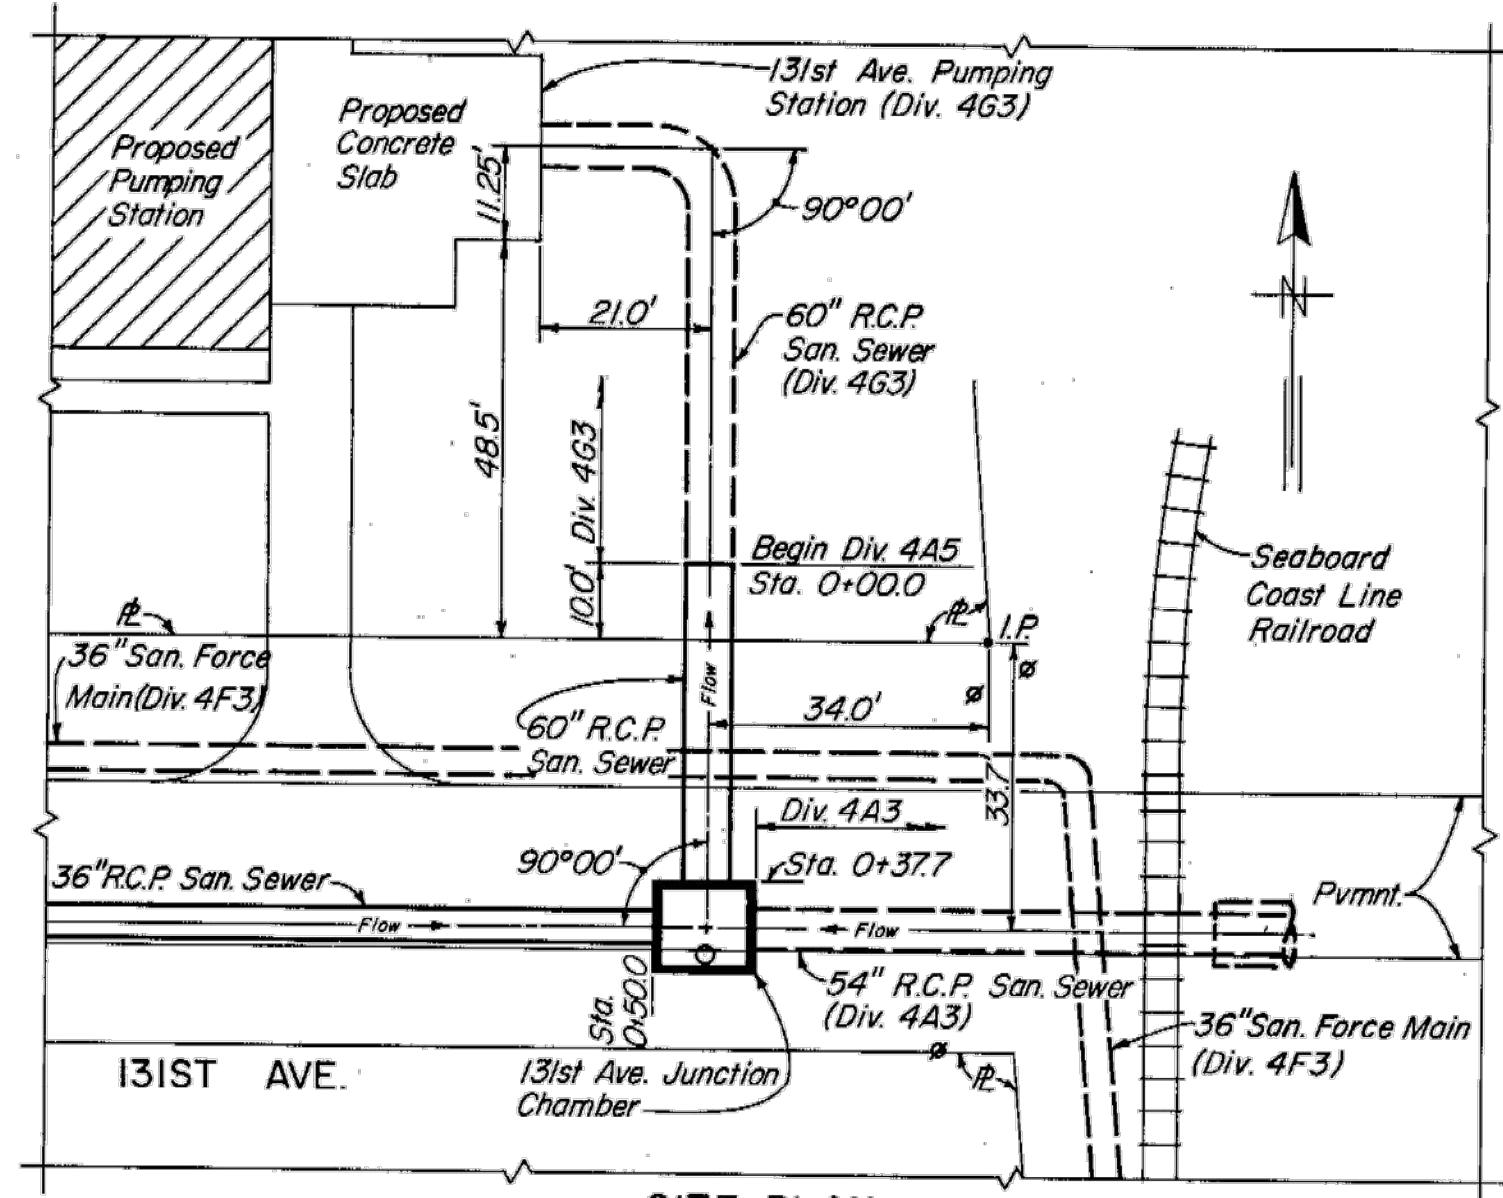 131st Ave. Pumping
Station (Div. 4G3)
Proposed
Concrete
Slab
Proposed
Pumping
Station
11.25'
90°00'
N
21.0'
60" R.C.P.
San. Sewer
(Div. 4G3)
48.5'
Div. 4G3
10.0'
Begin Div. 4A5
Sta. 0+00.0
Seaboard
Coast Line
Railroad
PL
PL
I.P.
36" San. Force
Main (Div. 4F3)
Flow
34.0'
60" R.C.P.
San. Sewer
33.7
Div. 4A3
90°00'
Sta. 0+37.7
36" R.C.P. San. Sewer
Pvmnt.
Flow
Flow
54" R.C.P. San. Sewer
(Div. 4A3)
Sta.
0+50.0
36" San. Force Main
(Div. 4F3)
131ST AVE.
131st Ave. Junction
Chamber
PL